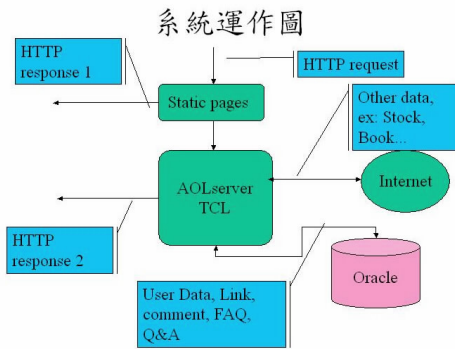 系統運作圖
HTTP
response 1
HTTP request
Static pages
Other data,
ex: Stock,
Book...
AOLserver
TCL
Internet
HTTP
response 2
Oracle
User Data, Link,
comment, FAQ,
Q&A